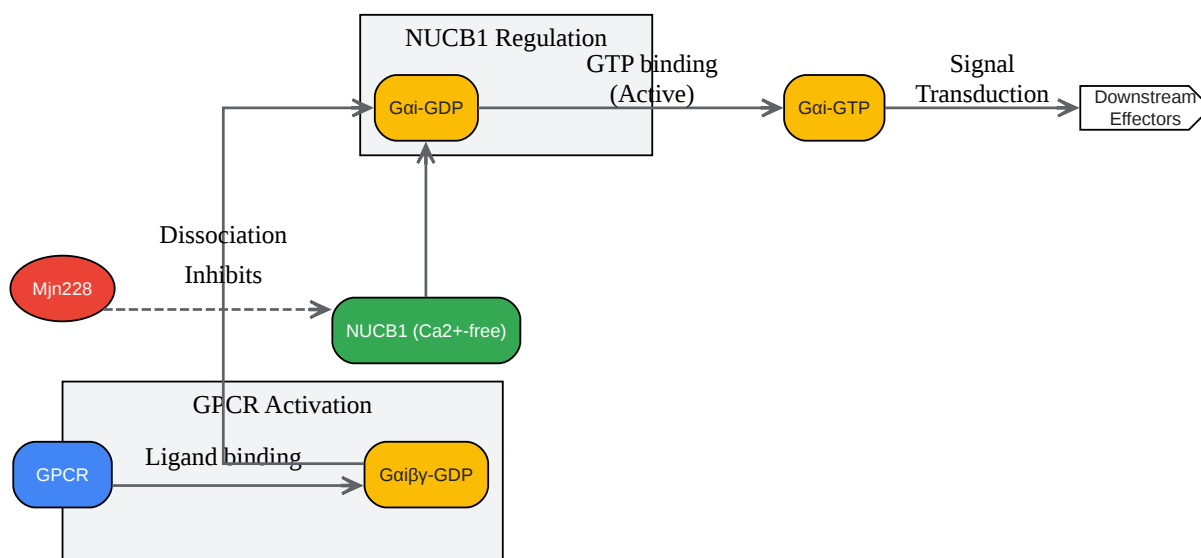 NUCB1 Regulation
GTP binding
(Active)
Signal
Transduction
Gαi-GDP
Gαi-GTP
Downstream
Effectors
Dissociation
Inhibits
Mjn228
NUCB1 (Ca2+-free)
GPCR Activation
Ligand binding
GPCR
Gαiβγ-GDP